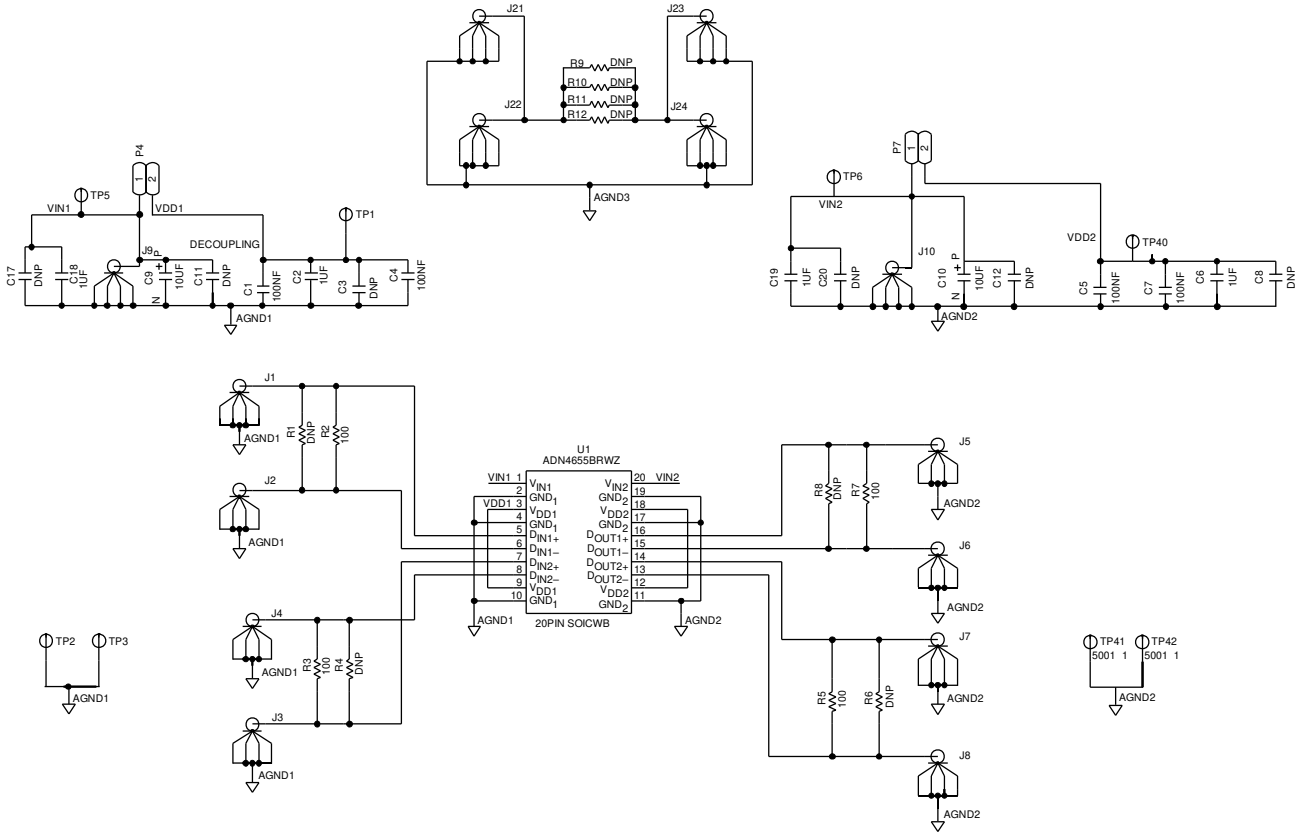 J21
J23
R9 DNP
R10 DNP
R11 DNP
R12 DNP
J22
J24
AGND3
P4
1
2
TP5
VIN1
VDD1
TP1
J9
DECOUPLING
C17
DNP
C18
1UF
P
+
C9
10UF
N
C11
DNP
C1
100NF
C2
1UF
C3
DNP
C4
100NF
AGND1
P7
1
2
TP6
VIN2
VDD2
TP40
J10
C19
1UF
C20
DNP
P
+
C10
10UF
N
C12
DNP
C5
100NF
C7
100NF
C6
1UF
C8
DNP
AGND2
J1
AGND1
R1
DNP
R2
100
J2
AGND1
U1
ADN4655BRWZ
VIN1 1 VIN1
2 GND1
VDD1 3 VDD1
4 GND1
5 DIN1+
6 DIN1–
7 DIN2+
8 DIN2–
9 VDD1
10 GND1
VIN2 20 VIN2
GND2 19
VDD2 18
GND2 17
DOUT1+ 16
DOUT1– 15
DOUT2+ 14
DOUT2– 13
VDD2 12
GND2 11
20PIN SOICWB
AGND1
AGND2
J5
AGND2
R8
DNP
R7
100
J6
AGND2
J4
AGND1
R3
100
R4
DNP
J3
AGND1
J7
AGND2
R5
100
R6
DNP
J8
AGND2
TP2
TP3
AGND1
TP41
5001 1
TP42
5001 1
AGND2